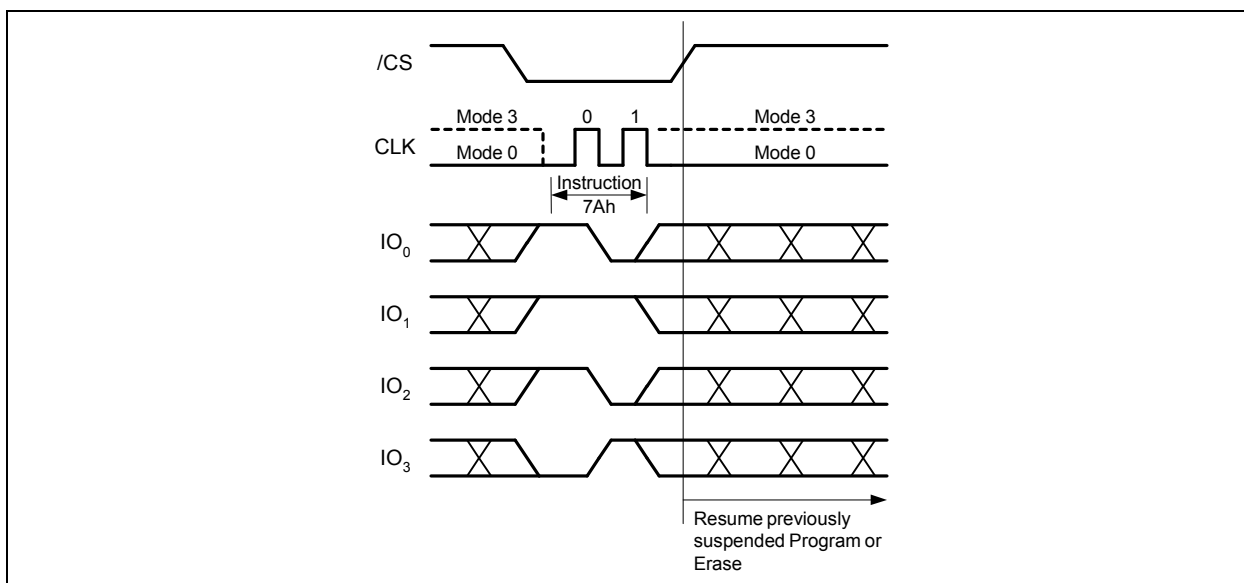 /CS
Mode 3 0 1 Mode 3
CLK
Mode 0 Mode 0
Instruction
7Ah
IO0
IO1
IO2
IO3
Resume previously
suspended Program or
Erase